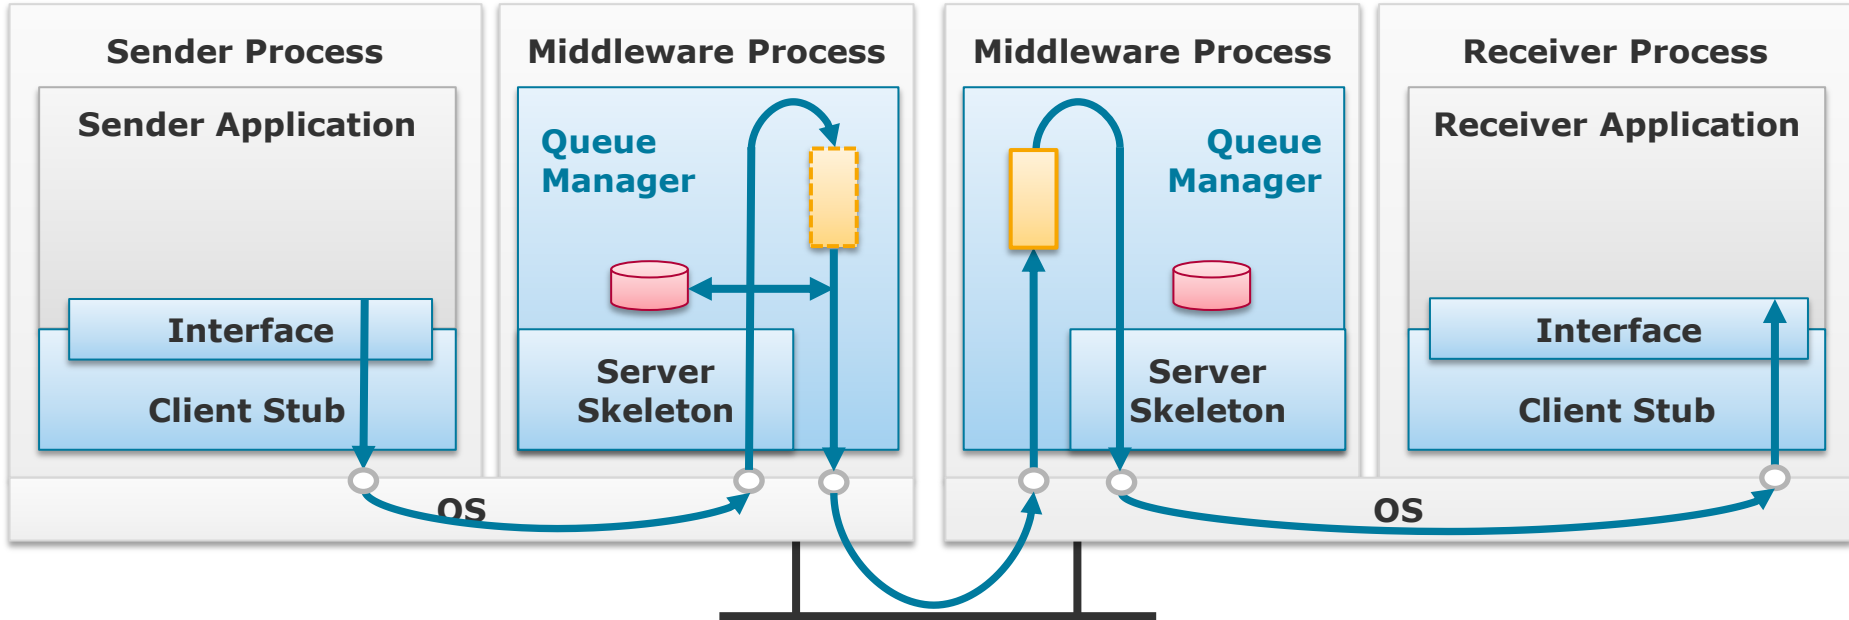 Sender Process
Middleware Process
Middleware Process
Receiver Process
Sender Application
Queue
Manager
Queue
Manager
Receiver Application
Interface
Client Stub
Server
Skeleton
Server
Skeleton
Interface
Client Stub
OS
OS